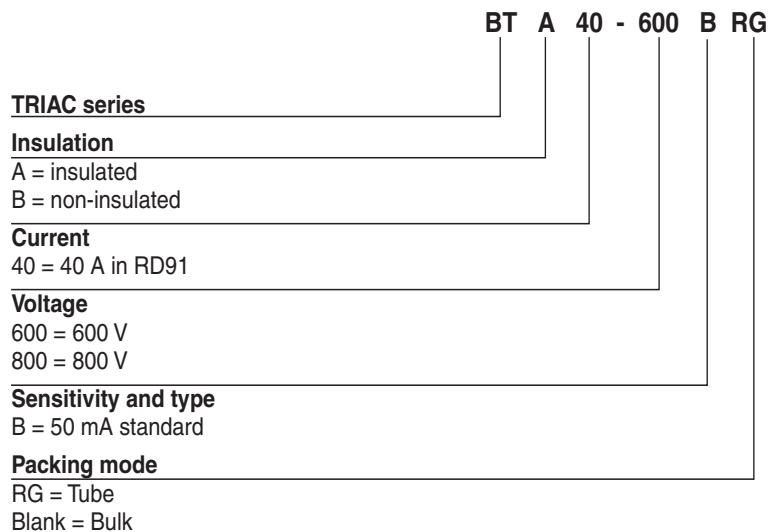 BT A 40 - 600 B RG
TRIAC series
Insulation
A = insulated
B = non-insulated
Current
40 = 40 A in RD91
Voltage
600 = 600 V
800 = 800 V
Sensitivity and type
B = 50 mA standard
Packing mode
RG = Tube
Blank = Bulk